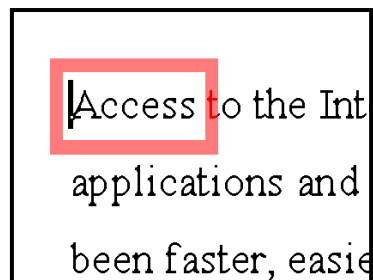 Access to the Int
applications and
been faster, easie